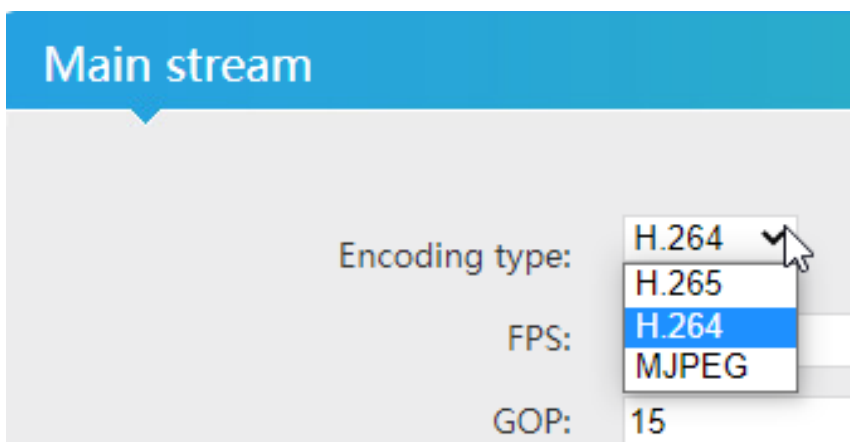 Main stream
Encoding type:
H.264
H.265
H.264
MJPEG
FPS:
GOP:
15